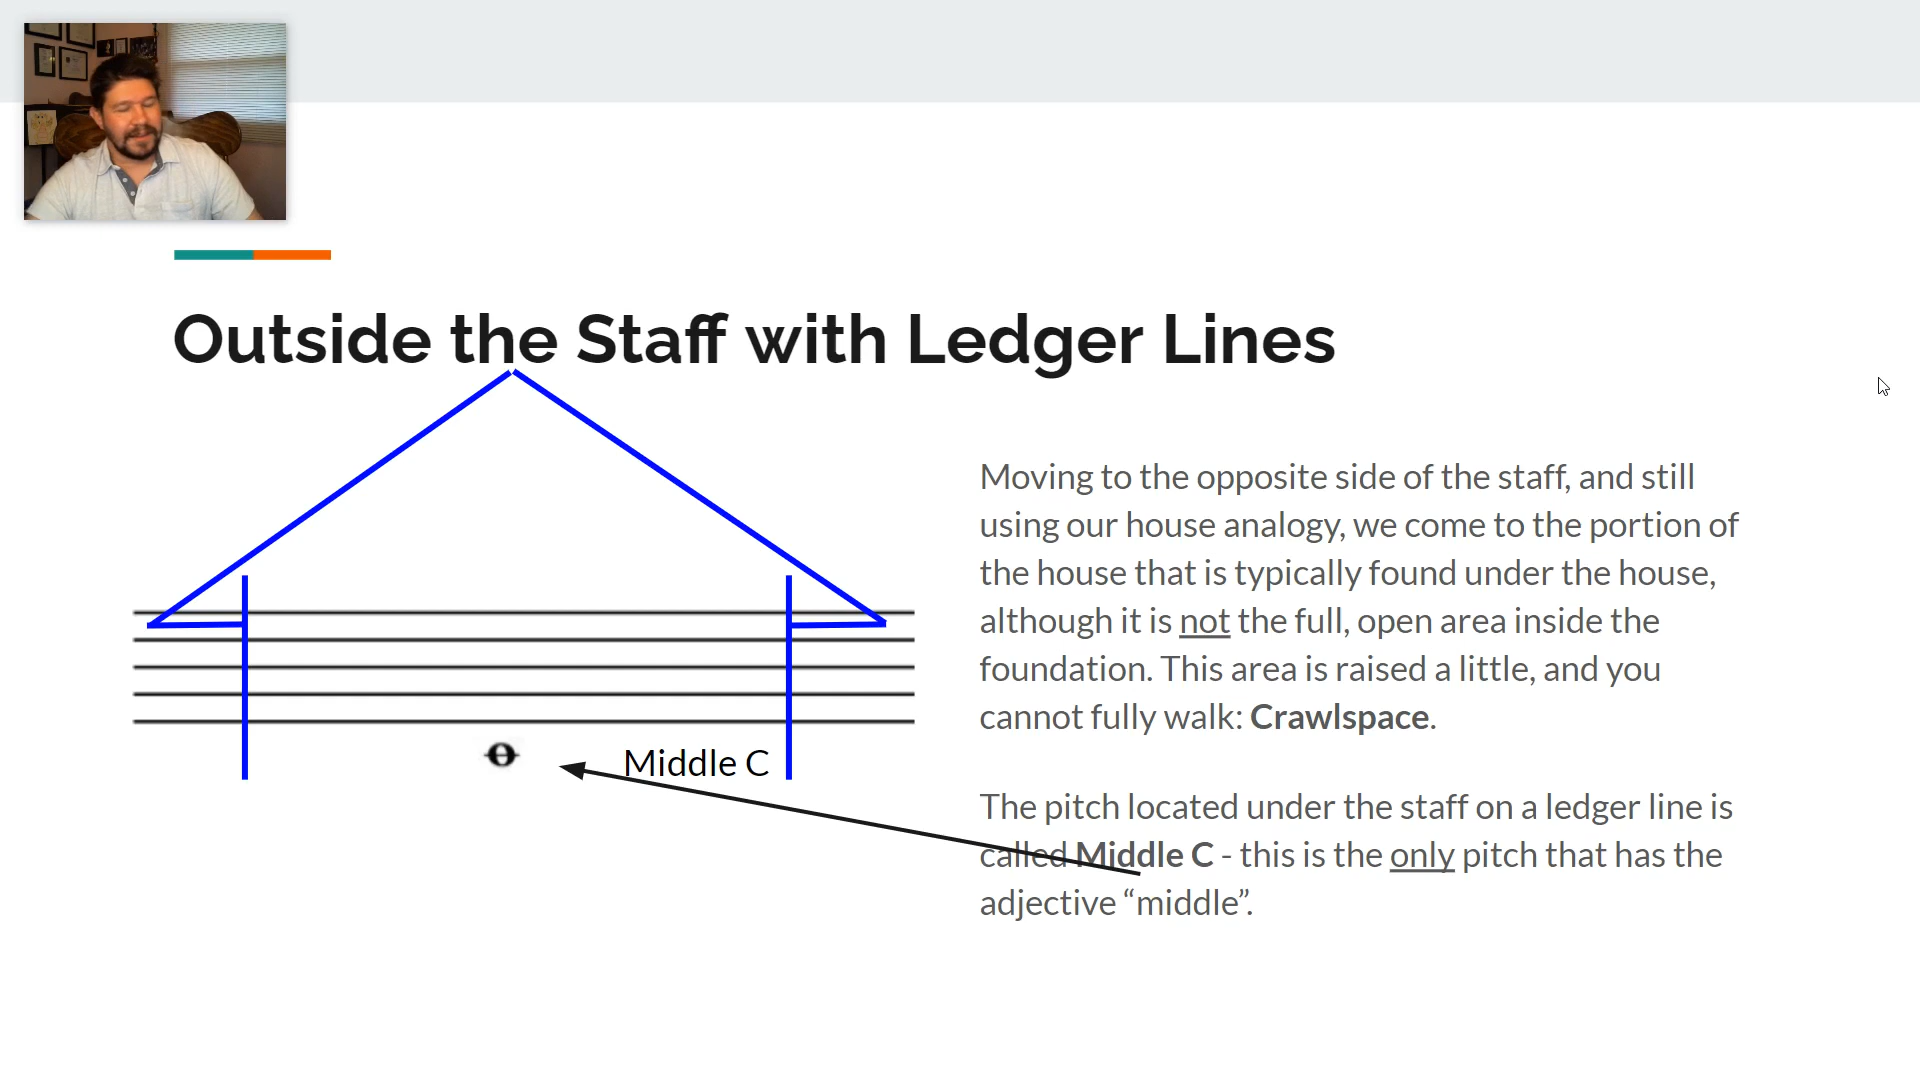 Outside the Staff with Ledger Lines
Moving to the opposite side of the staff, and still
using our house analogy, we come to the portion of
the house that is typically found under the house,
although it is not the full, open area inside the
foundation. This area is raised a little, and you
cannot fully walk: Crawlspace.
Middle C
The pitch located under the staff on a ledger line is
called Middle C - this is the only pitch that has the
adjective “middle”.